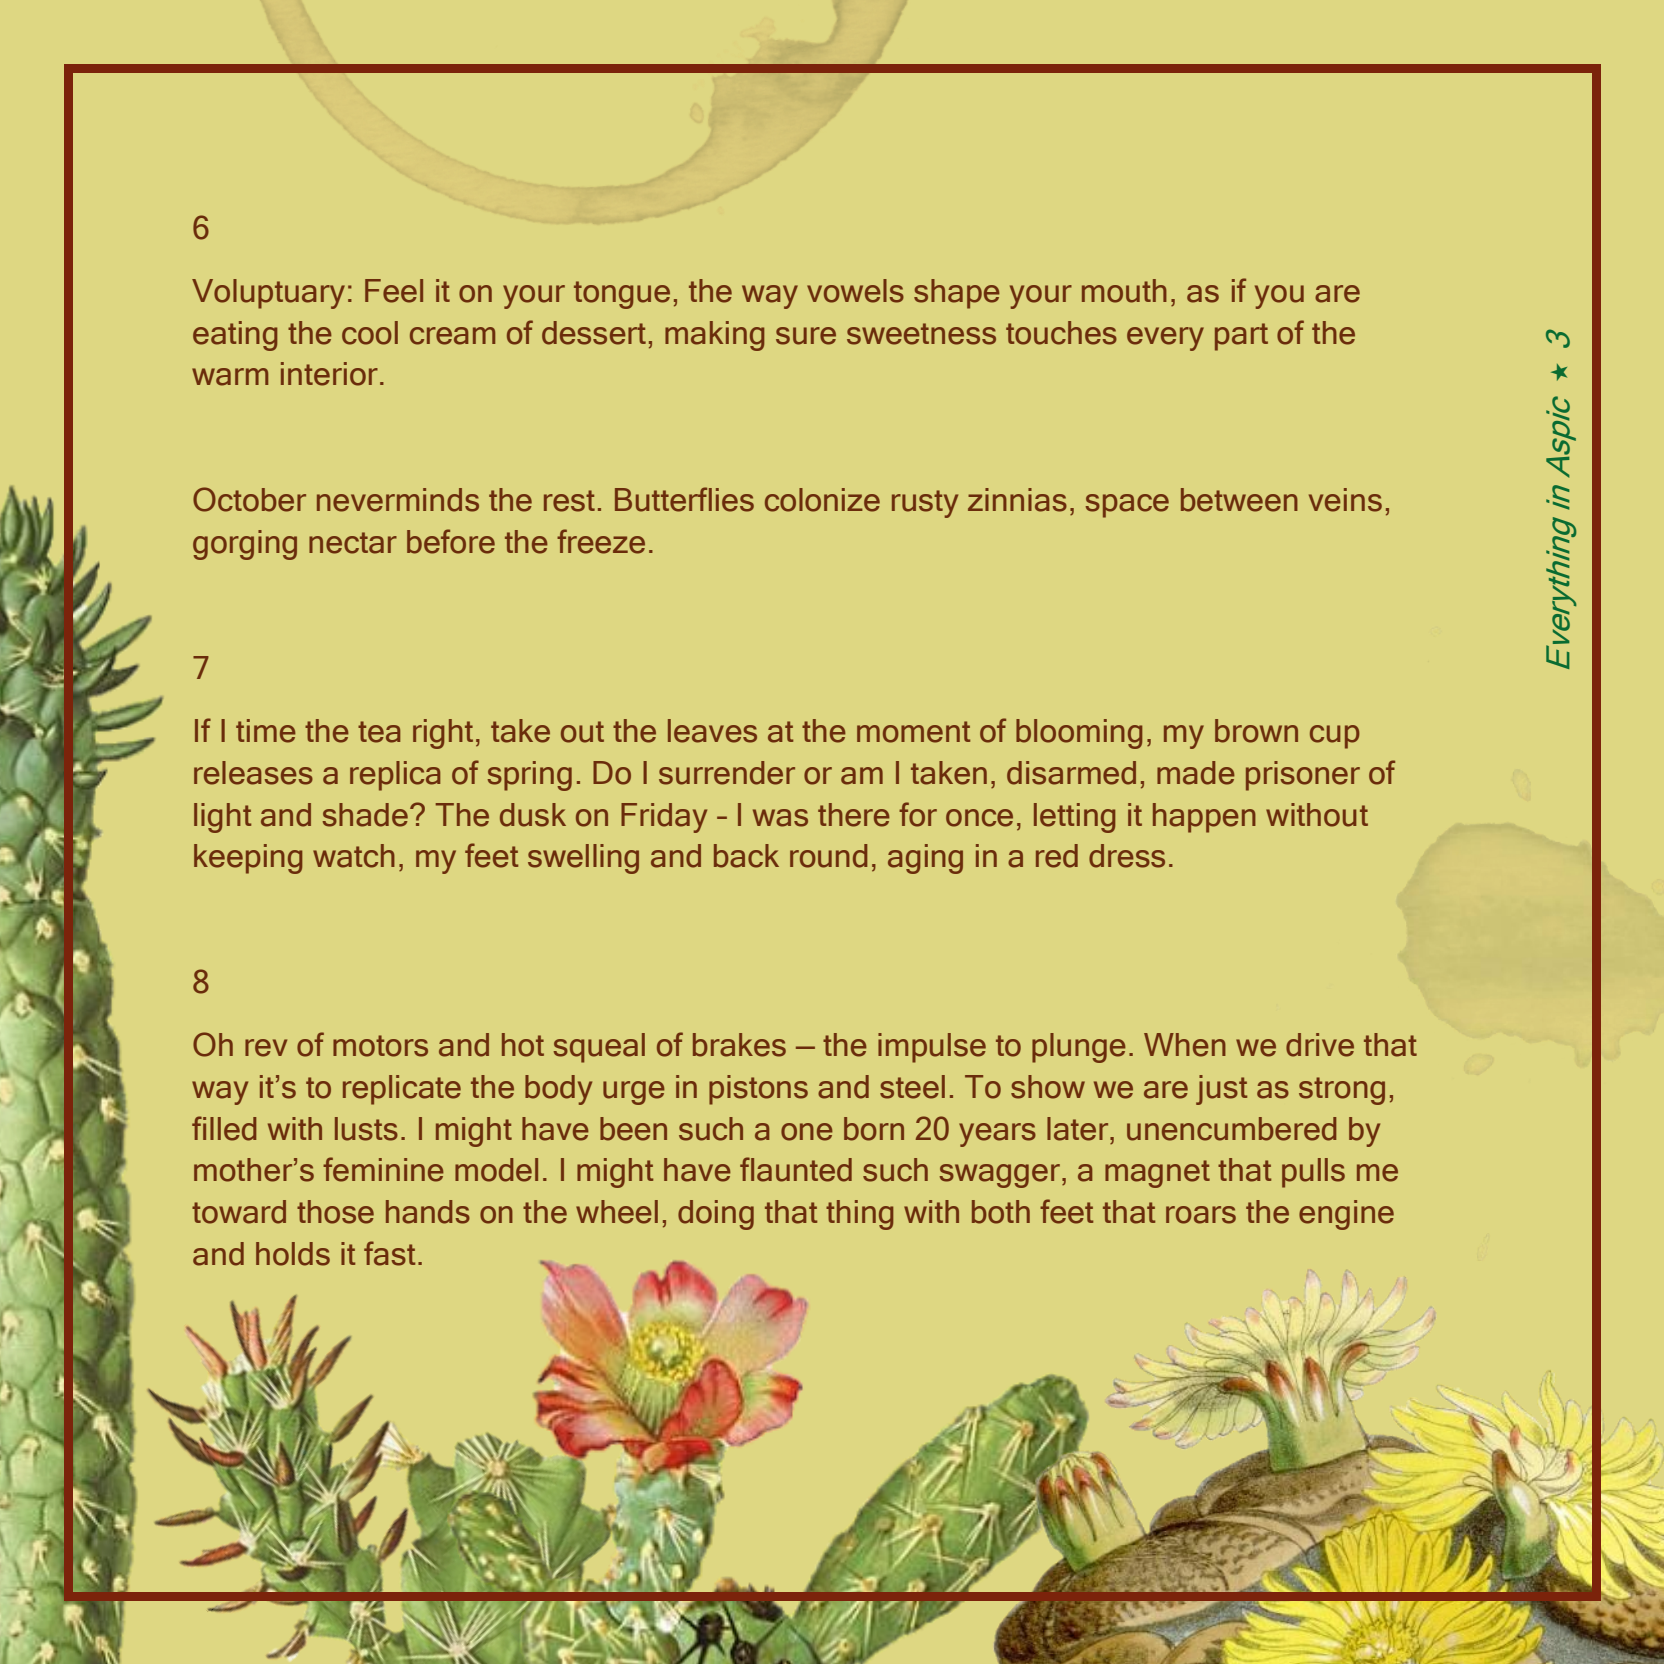 6
Voluptuary: Feel it on your tongue, the way vowels shape your mouth, as if you are
eating the cool cream of dessert, making sure sweetness touches every part of the
warm interior.
October neverminds the rest. Butterflies colonize rusty zinnias, space between veins,
gorging nectar before the freeze.
7
If I time the tea right, take out the leaves at the moment of blooming, my brown cup
releases a replica of spring. Do I surrender or am I taken, disarmed, made prisoner of
light and shade? The dusk on Friday - I was there for once, letting it happen without
keeping watch, my feet swelling and back round, aging in a red dress.
8
Oh rev of motors and hot squeal of brakes – the impulse to plunge. When we drive that
way it’s to replicate the body urge in pistons and steel. To show we are just as strong,
filled with lusts. I might have been such a one born 20 years later, unencumbered by
mother’s feminine model. I might have flaunted such swagger, a magnet that pulls me
toward those hands on the wheel, doing that thing with both feet that roars the engine
and holds it fast.
Everything in Aspic ★ 3